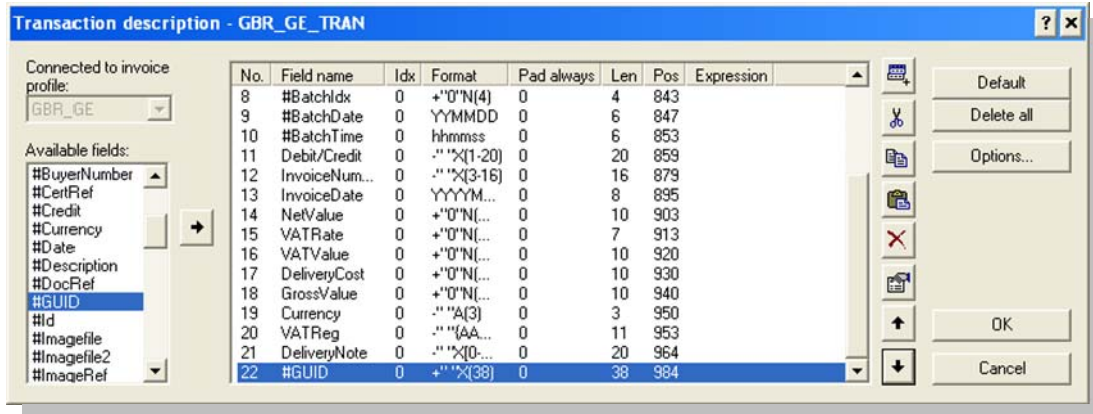 Transaction description - GBR_GE_TRAN
Connected to invoice
profile:
GBR_GE
Available fields:
#BuyerNumber
#CertRef
#Credit
#Currency
#Date
#Description
#DocRef
#GUID
#Id
#Imagefile
#Imagefile2
#ImageRef
No. Field name Idx Format Pad always Len Pos Expression
8 #BatchIdx 0 +"0"N(4) 0 4 843
9 #BatchDate 0 YYMMDD 0 6 847
10 #BatchTime 0 hhmmss 0 6 853
11 Debit/Credit 0 -" "X(1-20) 0 20 859
12 InvoiceNum... 0 -" "X(3-16) 0 16 879
13 InvoiceDate 0 YYYYM... 0 8 895
14 NetValue 0 +"0"N(... 0 10 903
15 VATRate 0 +"0"N(... 0 7 913
16 VATValue 0 +"0"N(... 0 10 920
17 DeliveryCost 0 +"0"N(... 0 10 930
18 GrossValue 0 +"0"N(... 0 10 940
19 Currency 0 -" "A(3) 0 3 950
20 VATReg 0 -" "{AA... 0 11 953
21 DeliveryNote 0 -" "X[0-... 0 20 964
22 #GUID 0 +" "X(38) 0 38 984
Default
Delete all
Options...
OK
Cancel